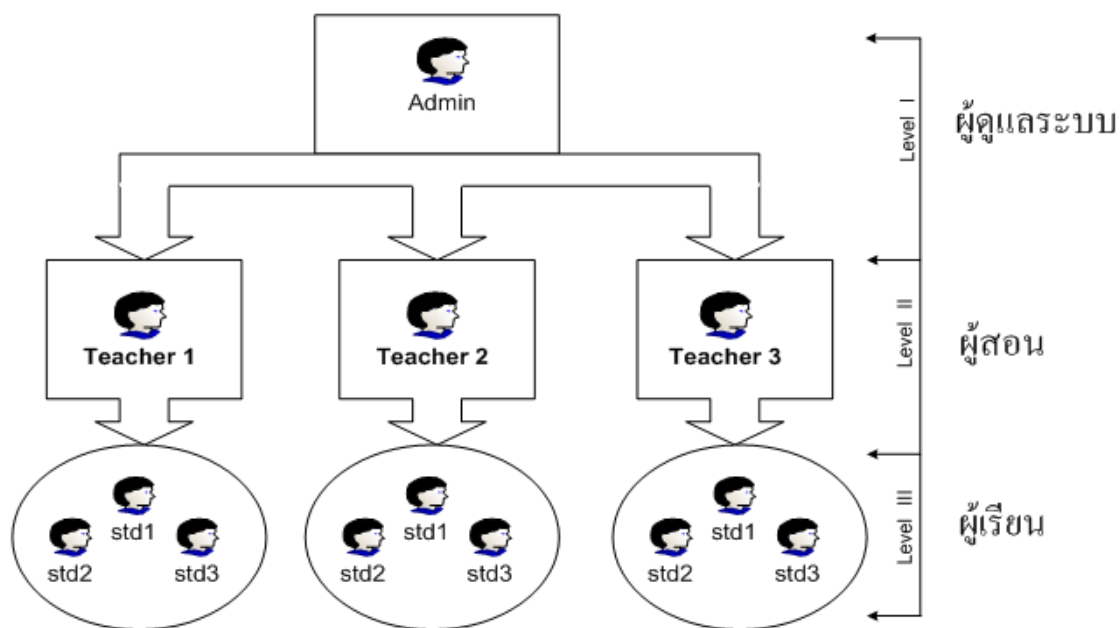 Admin
Level I
ผู้ดูแลระบบ
Teacher 1
Teacher 2
Teacher 3
Level II
ผู้สอน
std1
std2
std3
std1
std2
std3
std1
std2
std3
Level III
ผู้เรียน